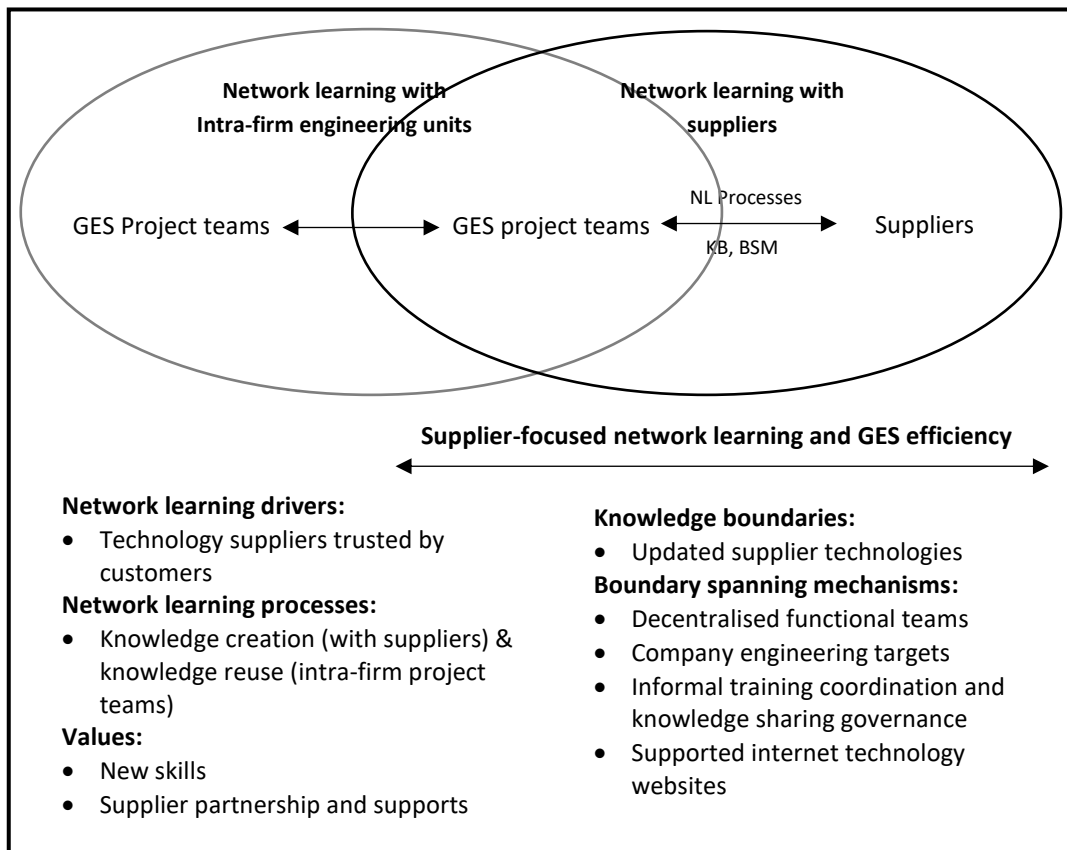 Network learning with
Intra-firm engineering units
Network learning with
suppliers
GES Project teams
GES project teams
NL Processes
KB, BSM
Suppliers
Supplier-focused network learning and GES efficiency
Network learning drivers:
• Technology suppliers trusted by
customers
Network learning processes:
• Knowledge creation (with suppliers) &
knowledge reuse (intra-firm project
teams)
Values:
• New skills
• Supplier partnership and supports
Knowledge boundaries:
• Updated supplier technologies
Boundary spanning mechanisms:
• Decentralised functional teams
• Company engineering targets
• Informal training coordination and
knowledge sharing governance
• Supported internet technology
websites